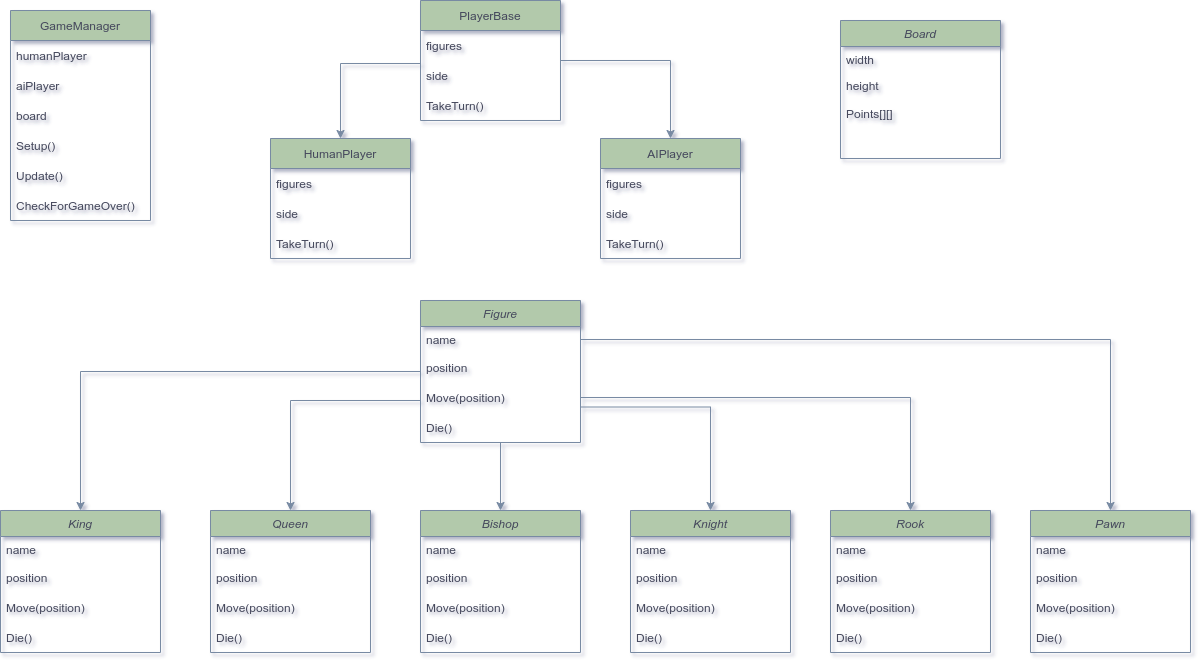 GameManager
humanPlayer
aiPlayer
board
Setup()
Update()
CheckForGameOver()
PlayerBase
figures
side
TakeTurn()
HumanPlayer
figures
side
TakeTurn()
AIPlayer
figures
side
TakeTurn()
Board
width
height
Points[][]
Figure
name
position
Move(position)
Die()
King
name
position
Move(position)
Die()
Queen
name
position
Move(position)
Die()
Bishop
name
position
Move(position)
Die()
Knight
name
position
Move(position)
Die()
Rook
name
position
Move(position)
Die()
Pawn
name
position
Move(position)
Die()